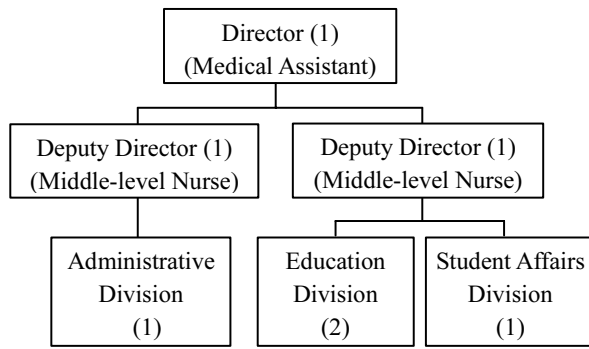 Director (1)
(Medical Assistant)
Deputy Director (1)
(Middle-level Nurse)
Deputy Director (1)
(Middle-level Nurse)
Administrative
Division
(1)
Education
Division
(2)
Student Affairs
Division
(1)